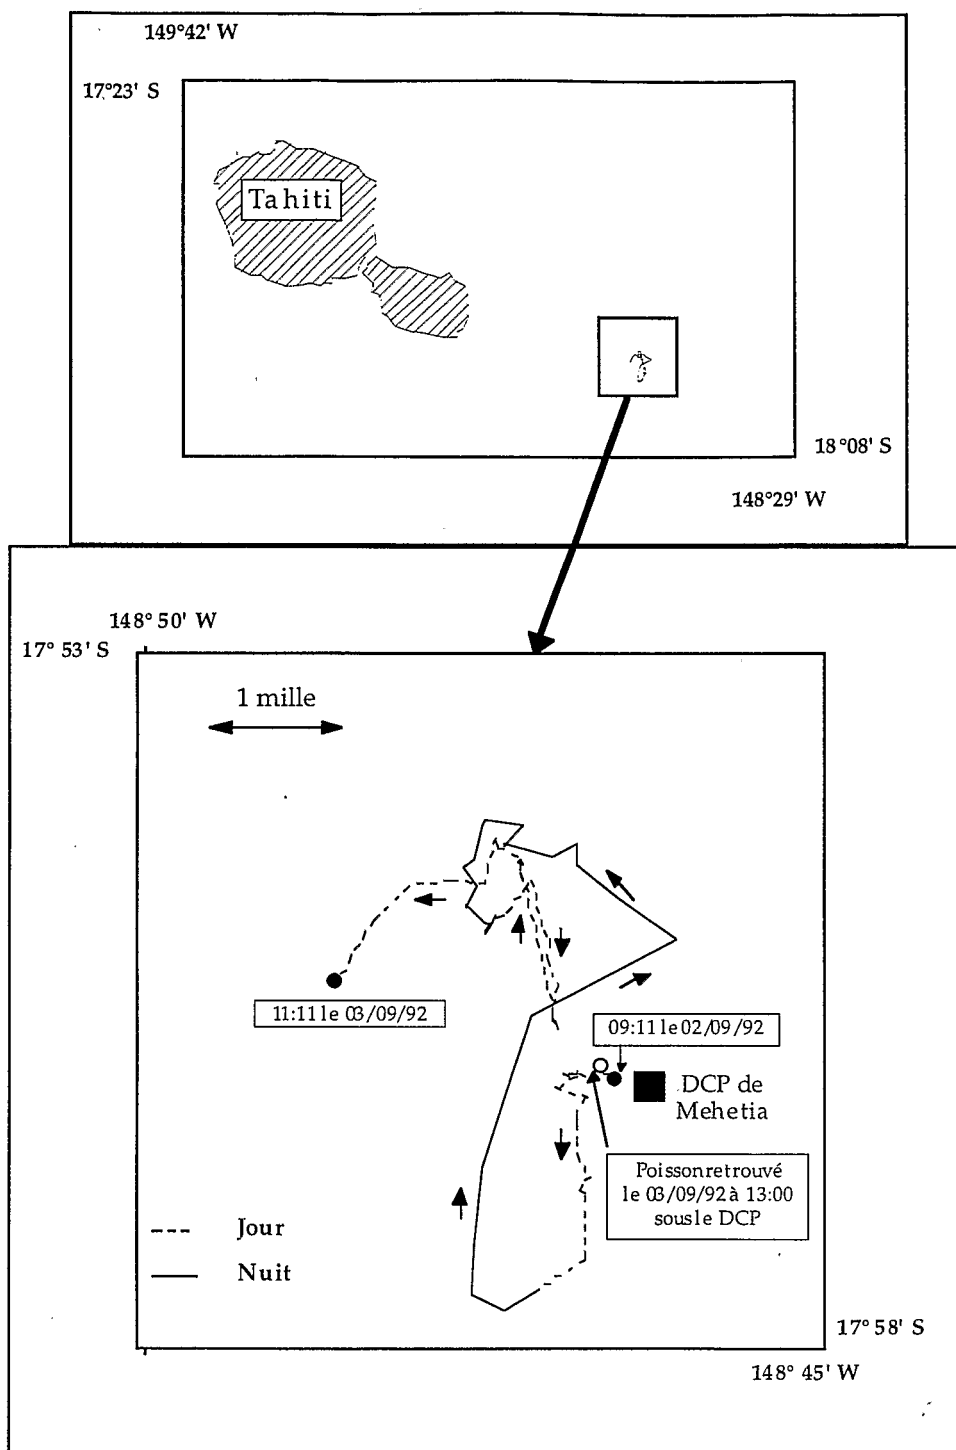 149°42' W
17°23' S
Tahiti
18°08' S
148°29' W
148° 50' W
17° 53' S
1 mille
11:11 le 03/09/92
09:11 le 02/09/92
DCP de
Mehetia
Poisson retrouvé
le 03/09/92 à 13:00
sous le DCP
Jour
Nuit
17° 58' S
148° 45' W